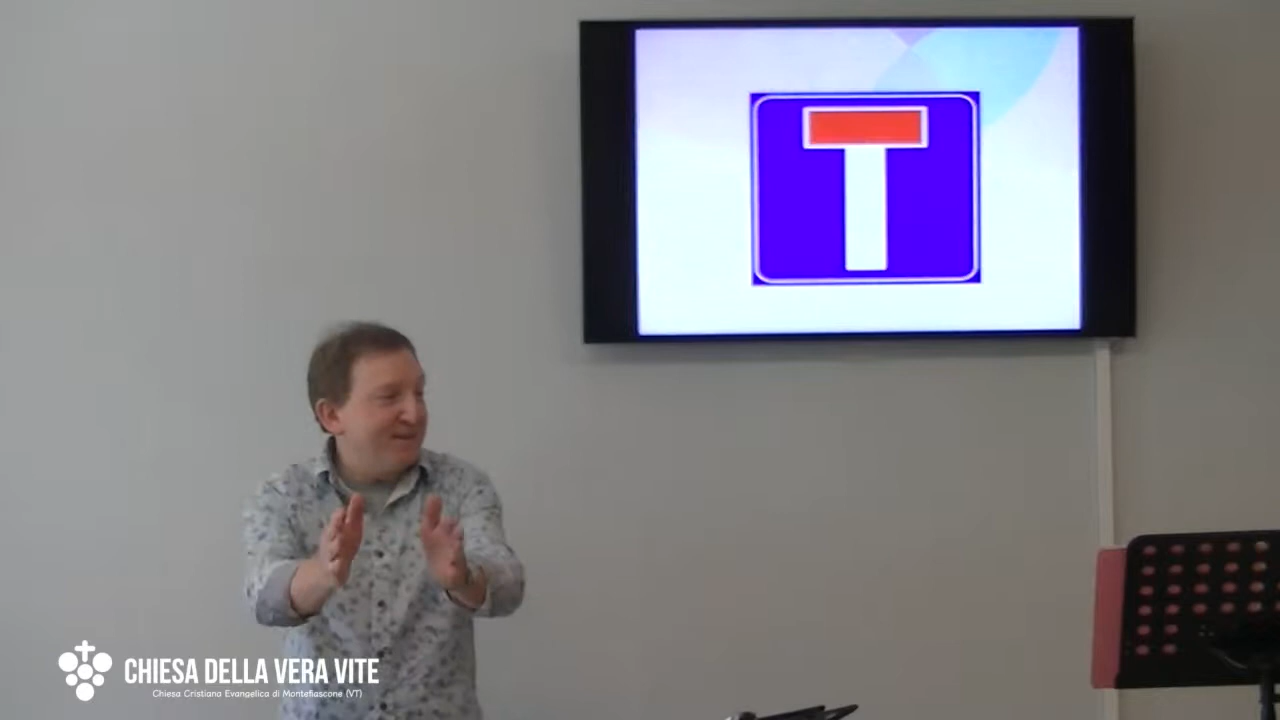 CHIESA DELLA VERA VITE
Chiesa Cristiana Evangelica di Montefiascone (VT)